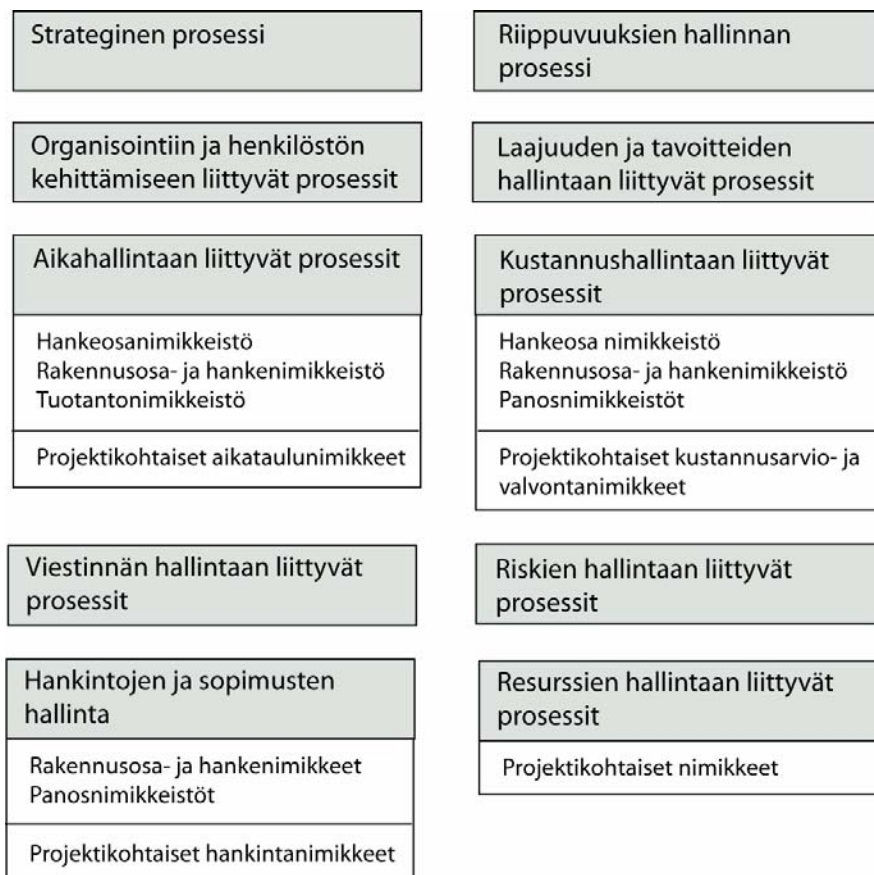 Strateginen prosessi
Riippuvuuksien hallinnan
prosessi
Organisointiin ja henkilöstön
kehittämiseen liittyvät prosessit
Laajuuden ja tavoitteiden
hallintaan liittyvät prosessit
Aikahallintaan liittyvät prosessit
Hankeosanimikkeistö
Rakennusosa- ja hankenimikkeistö
Tuotantonimikkeistö
Projektikohtaiset aikataulunimikkeet
Kustannushallintaan liittyvät
prosessit
Hankeosa nimikkeistö
Rakennusosa- ja hankenimikkeistö
Panosnimikkeistöt
Projektikohtaiset kustannusarvio- ja
valvontanimikkeet
Viestinnän hallintaan liittyvät
prosessit
Riskien hallintaan liittyvät
prosessit
Hankintojen ja sopimusten
hallinta
Rakennusosa- ja hankenimikkeet
Panosnimikkeistöt
Projektikohtaiset hankintanimikkeet
Resurssien hallintaan liittyvät
prosessit
Projektikohtaiset nimikkeet